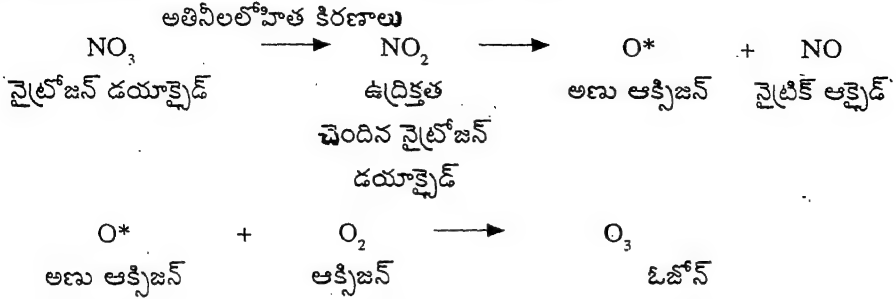 అతినీలలోహిత కిరణాలు
NO₃ → NO₂ → O* + NO
నైట్రోజన్ డయాక్సైడ్ ఉద్రిక్తత అణు ఆక్సిజన్ నైట్రిక్ ఆక్సైడ్
చెందిన నైట్రోజన్
డయాక్సైడ్
O* + O₂ → O₃
అణు ఆక్సిజన్ ఆక్సిజన్ ఓజోన్